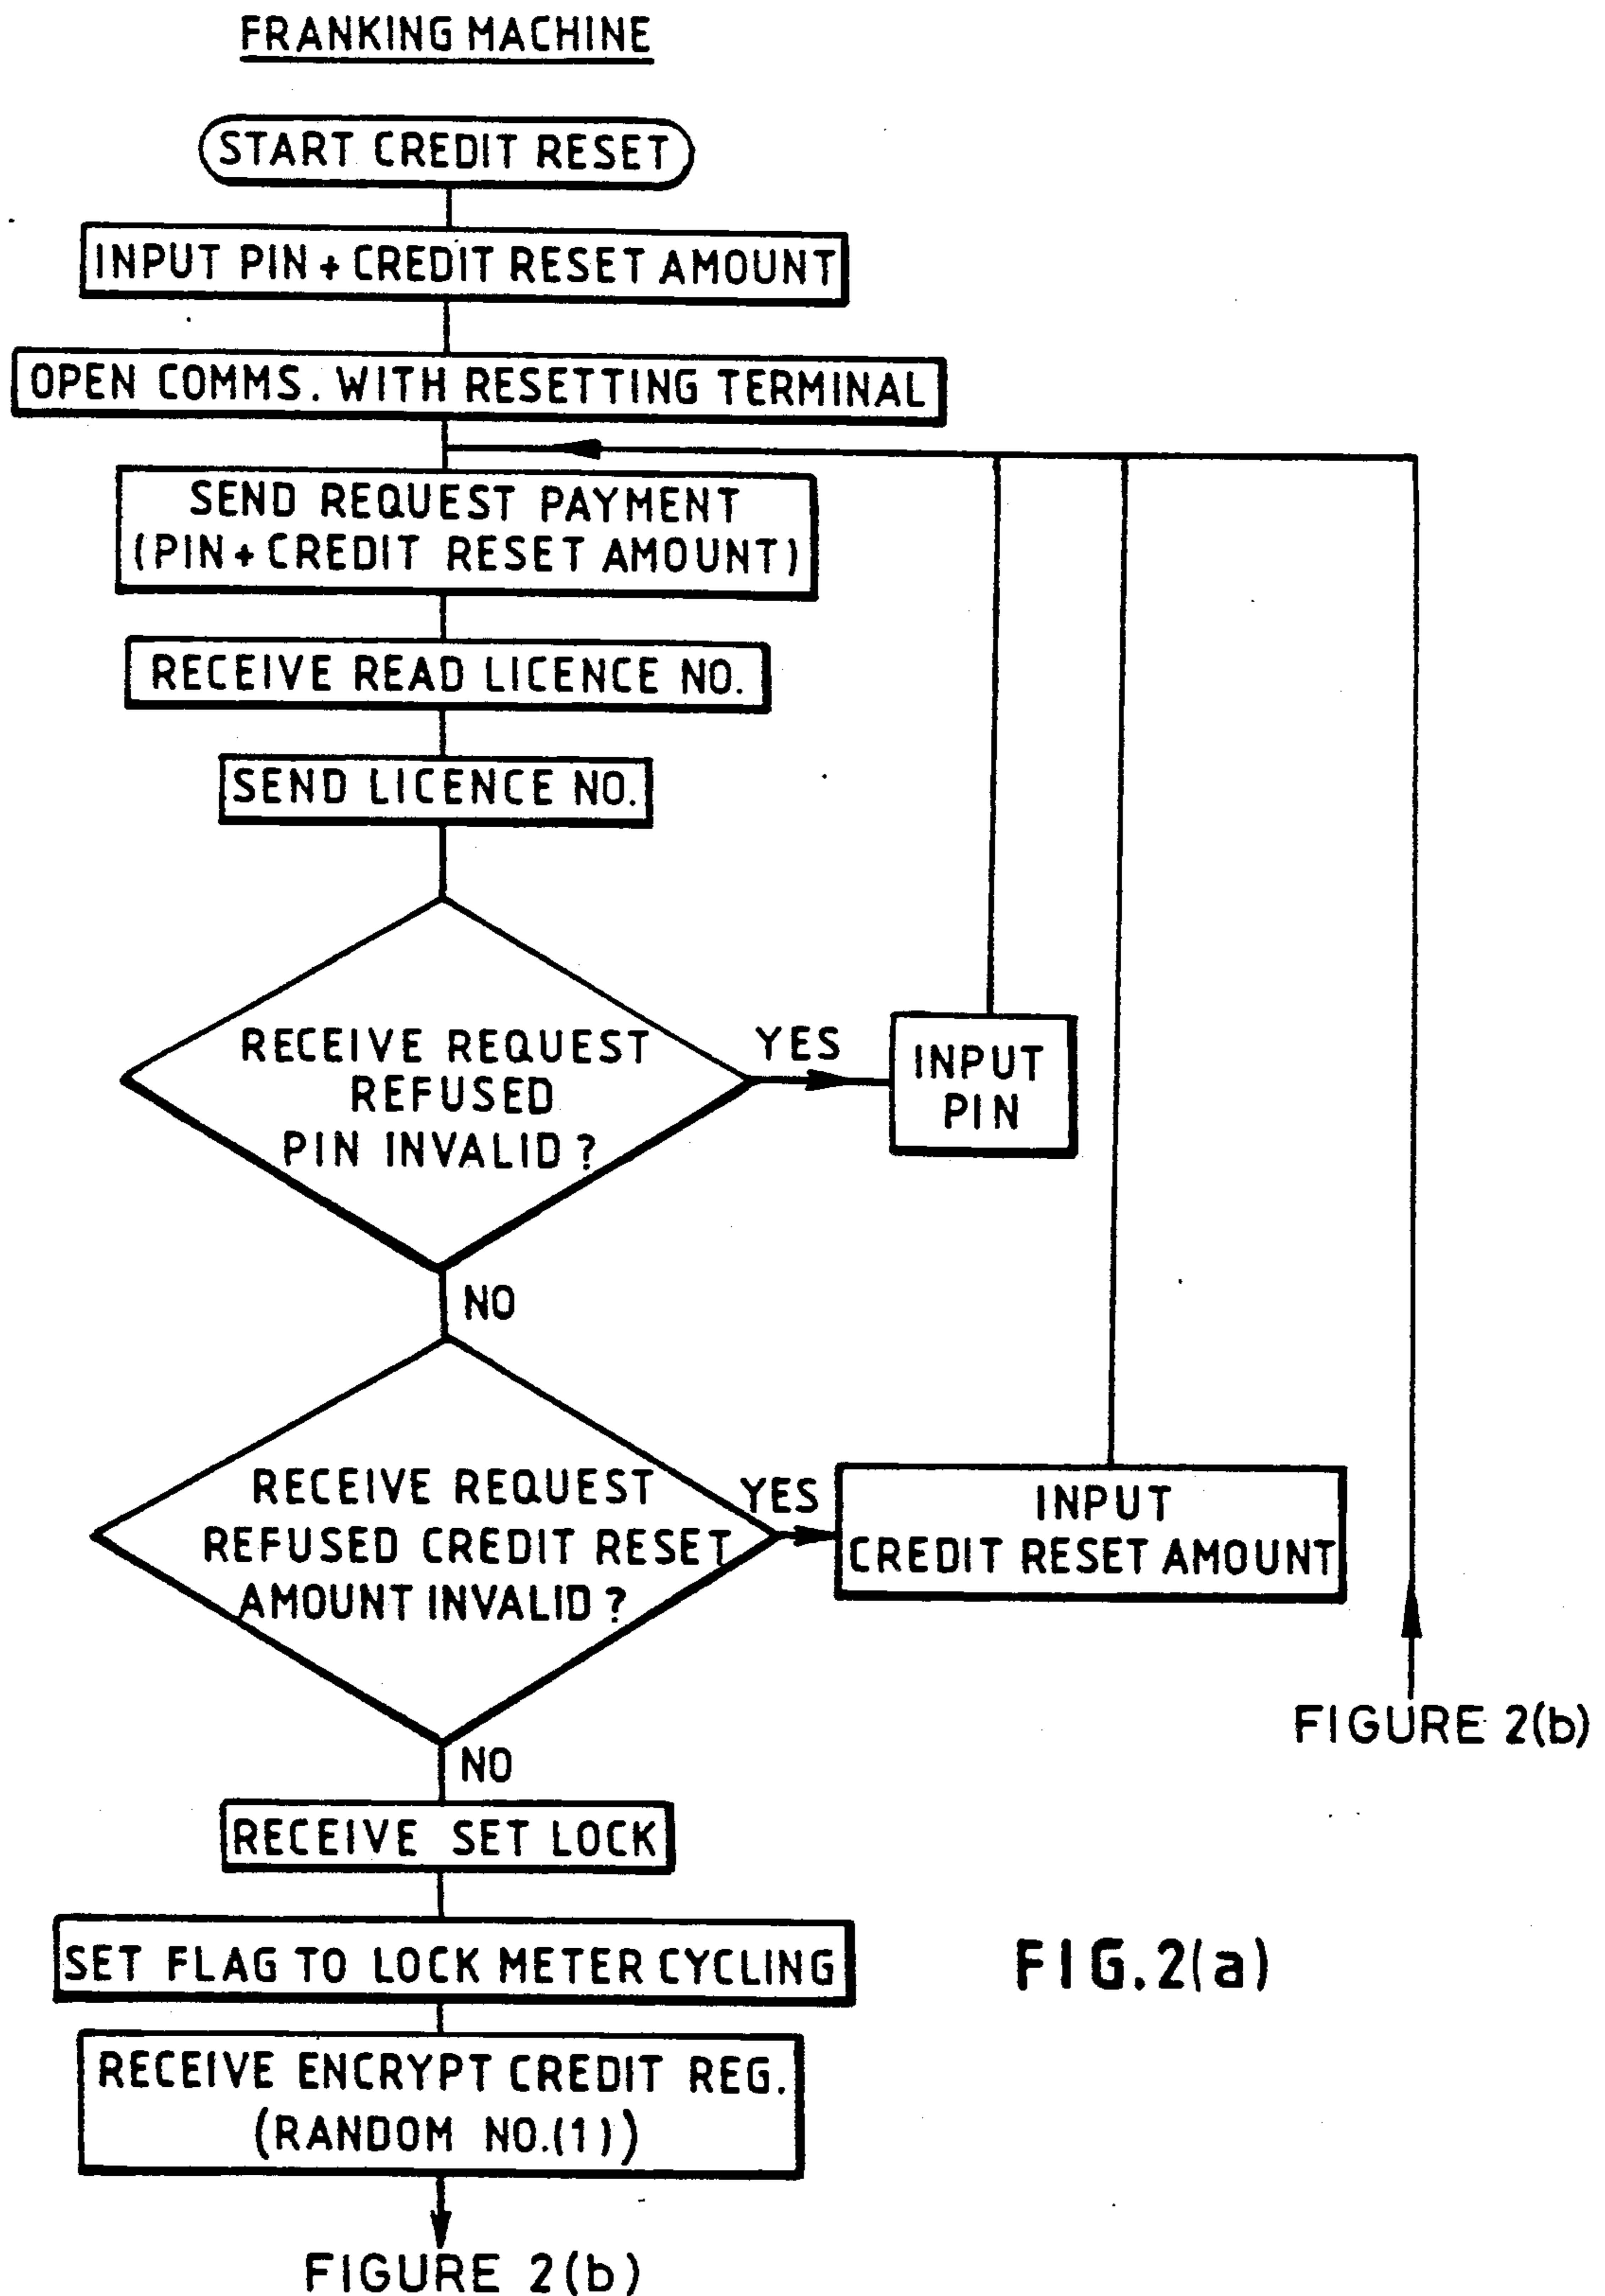 FRANKING MACHINE
START CREDIT RESET
INPUT PIN + CREDIT RESET AMOUNT
OPEN COMMS. WITH RESETTING TERMINAL
SEND REQUEST PAYMENT
(PIN + CREDIT RESET AMOUNT)
RECEIVE READ LICENCE NO.
SEND LICENCE NO.
RECEIVE REQUEST
REFUSED
PIN INVALID ?
YES
INPUT
PIN
NO
RECEIVE REQUEST
REFUSED CREDIT RESET
AMOUNT INVALID ?
YES
INPUT
CREDIT RESET AMOUNT
FIGURE 2(b)
NO
RECEIVE SET LOCK
SET FLAG TO LOCK METER CYCLING
FIG.2(a)
RECEIVE ENCRYPT CREDIT REG.
(RANDOM NO.(1))
FIGURE 2(b)